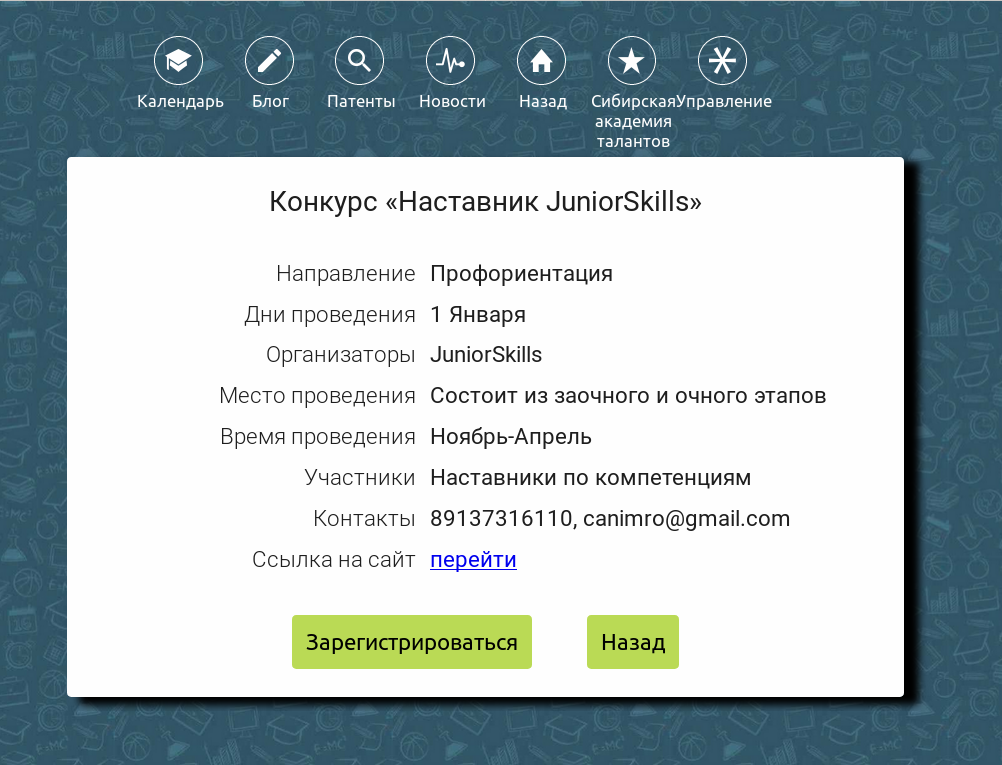 Календарь Блог Патенты Новости Назад Сибирская Управление
академия
талантов
Конкурс «Наставник JuniorSkills»
Направление Профориентация
Дни проведения 1 Января
Организаторы JuniorSkills
Место проведения Состоит из заочного и очного этапов
Время проведения Ноябрь-Апрель
Участники Наставники по компетенциям
Контакты 89137316110, canimro@gmail.com
Ссылка на сайт перейти
Зарегистрироваться Назад